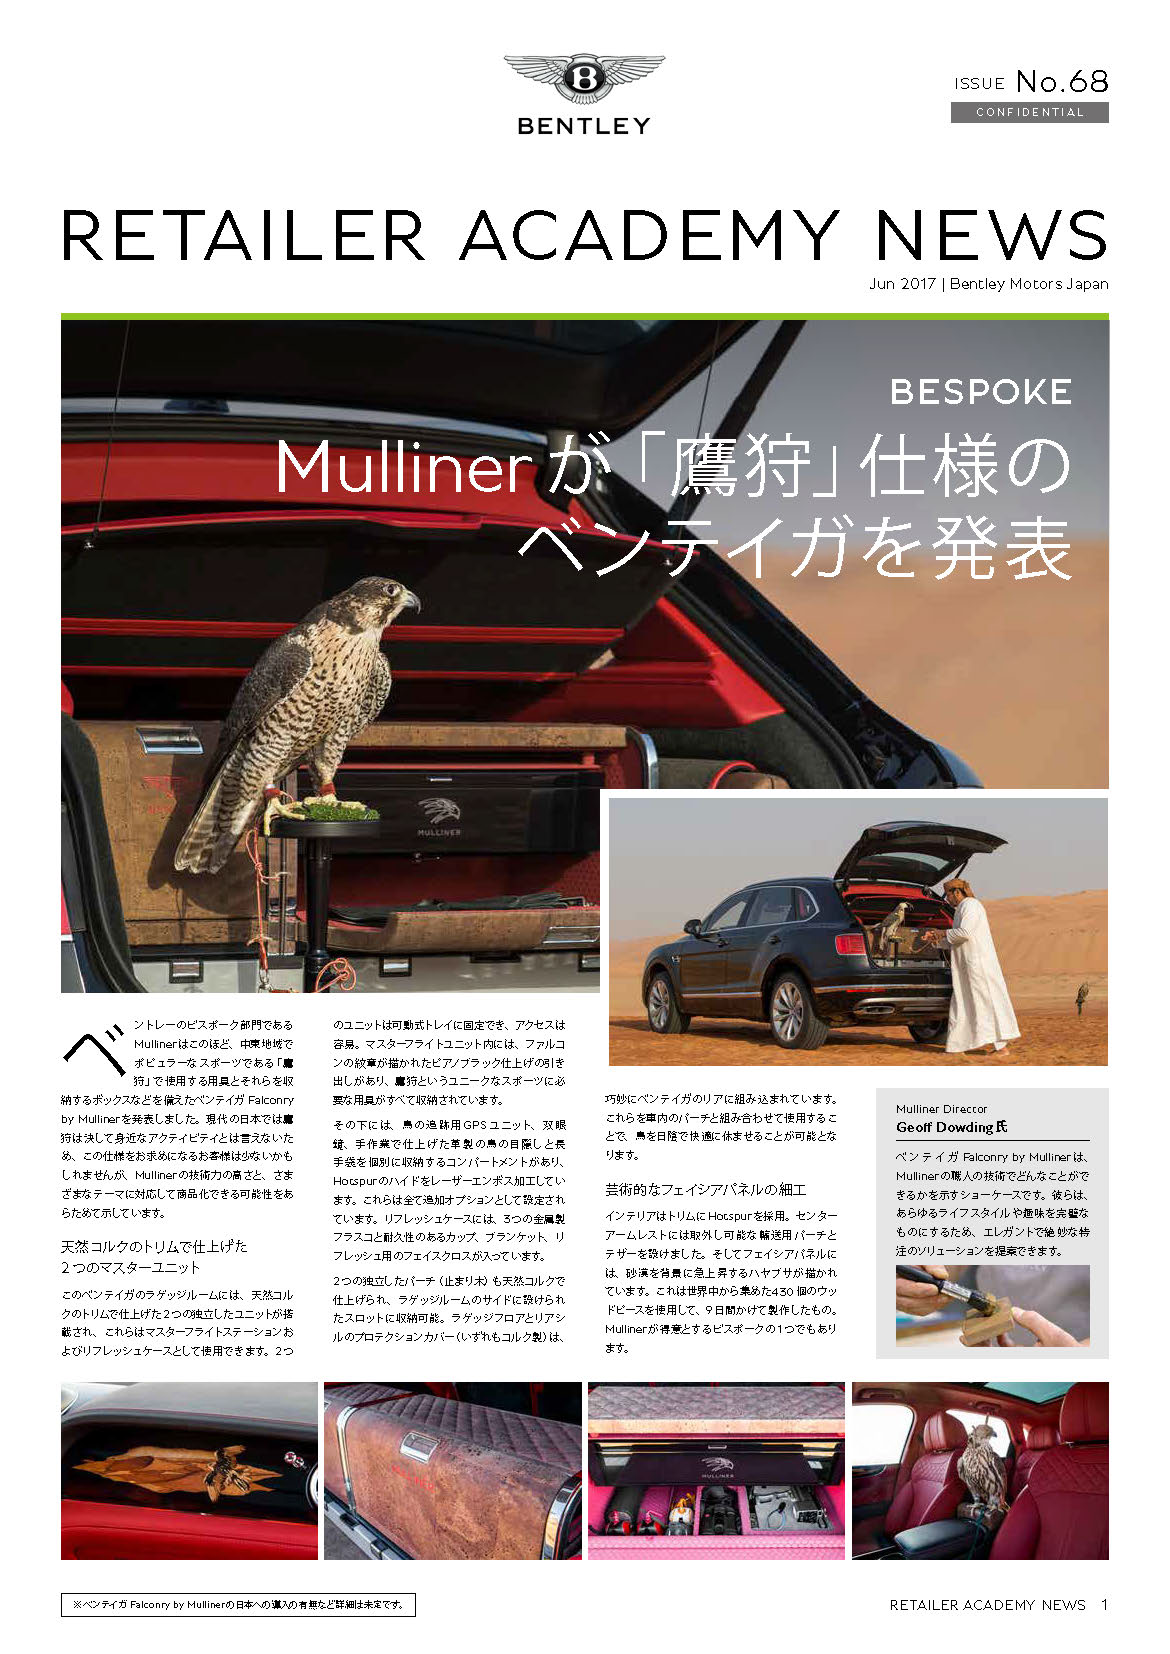 BENTLEY
ISSUE No.68
CONFIDENTIAL
RETAILER ACADEMY NEWS
Jun 2017 | Bentley Motors Japan
BESPOKE
Mullinerが「鷹狩」仕様の
ベンテイガを発表
MULLINER
ベントレーのビスポーク部門である
Mullinerはこのほど、中東地域で
ポピュラーなスポーツである「鷹
狩」で使用する用具とそれらを収
納するボックスなどを備えたベンテイガ Falconry
by Mullinerを発表しました。現代の日本では鷹
狩は決して身近なアクティビティとは言えないた
め、この仕様をお求めになるお客様は少ないかも
しれませんが、Mullinerの技術力の高さと、さま
ざまなテーマに対応して商品化できる可能性をあ
らためて示しています。
天然コルクのトリムで仕上げた
2つのマスターユニット
このベンテイガのラゲッジルームには、天然コル
クのトリムで仕上げた2つの独立したユニットが搭
載され、これらはマスターフライトステーションお
よびリフレッシュケースとして使用できます。2つ
のユニットは可動式トレイに固定でき、アクセスは
容易。マスターフライトユニット内には、ファルコ
ンの紋章が描かれたピアノブラック仕上げの引き
出しがあり、鷹狩というユニークなスポーツに必
要な用具がすべて収納されています。
その下には、鳥の追跡用GPSユニット、双眼
鏡、手作業で仕上げた革製の鳥の目隠しと長
手袋を個別に収納するコンパートメントがあり、
Hotspurのハイドをレーザーエンボス加工してい
ます。これらは全て追加オプションとして設定され
ています。リフレッシュケースには、3つの金属製
フラスコと耐久性のあるカップ、ブランケット、リ
フレッシュ用のフェイスクロスが入っています。
2つの独立したパーチ（止まり木）も天然コルクで
仕上げられ、ラゲッジルームのサイドに設けられ
たスロットに収納可能。ラゲッジフロアとリアシ
ルのプロテクションカバー（いずれもコルク製）は、
巧妙にベンテイガのリアに組み込まれています。
これらを車内のパーチと組み合わせて使用するこ
とで、鳥を日陰で快適に休ませることが可能とな
ります。
芸術的なフェイシアパネルの細工
インテリアはトリムにHotspurを採用。センター
アームレストには取外し可能な輸送用パーチと
テザーを設けました。そしてフェイシアパネルに
は、砂漠を背景に急上昇するハヤブサが描かれ
ています。これは世界中から集めた430個のウッ
ドピースを使用して、9日間かけて製作したもの。
Mullinerが得意とするビスポークの1つでもあり
ます。
Mulliner Director
Geoff Dowding氏
ベンテイガ Falconry by Mullinerは、
Mullinerの職人の技術でどんなことがで
きるかを示すショーケースです。彼らは、
あらゆるライフスタイルや趣味を完璧な
ものにするため、エレガントで絶妙な特
注のソリューションを提案できます。
MULLINER
※ベンテイガ Falconry by Mullinerの日本への導入の有無など詳細は未定です。
RETAILER ACADEMY NEWS 1